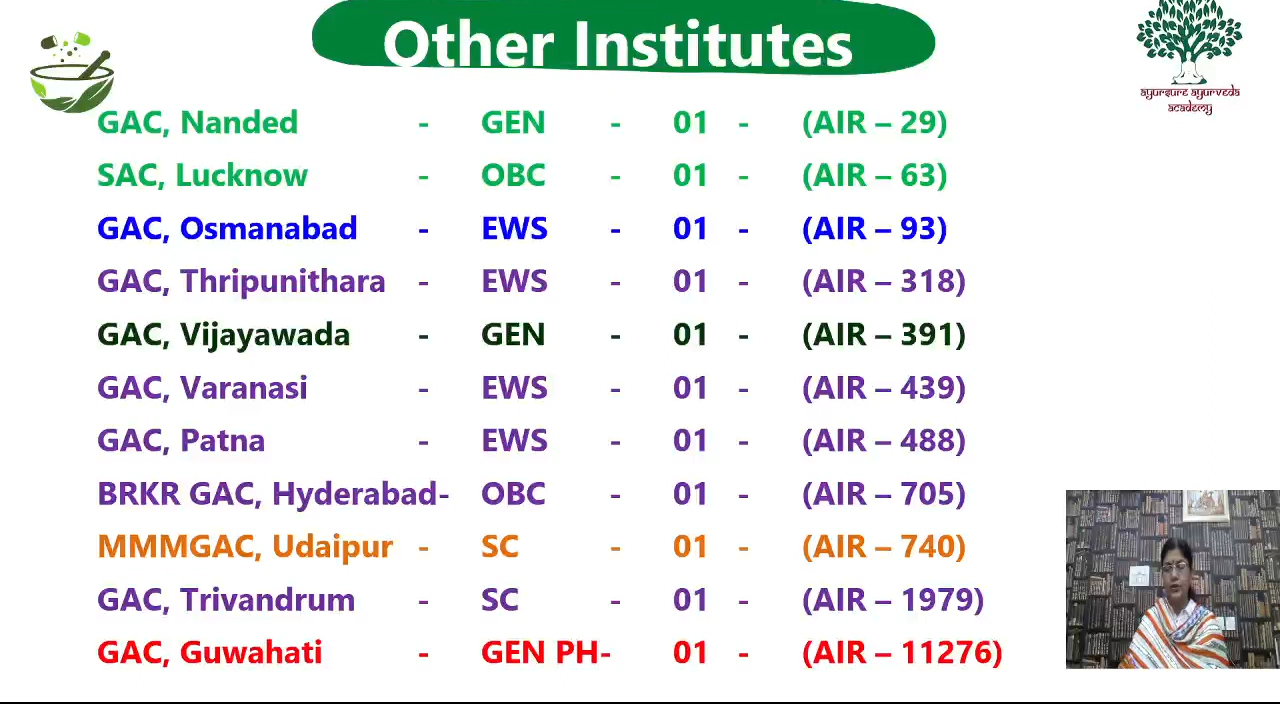 Other Institutes
ayursure ayurveda
academy
GAC, Nanded - GEN - 01 - (AIR – 29)
SAC, Lucknow - OBC - 01 - (AIR – 63)
GAC, Osmanabad - EWS - 01 - (AIR – 93)
GAC, Thripunithara - EWS - 01 - (AIR – 318)
GAC, Vijayawada - GEN - 01 - (AIR – 391)
GAC, Varanasi - EWS - 01 - (AIR – 439)
GAC, Patna - EWS - 01 - (AIR – 488)
BRKR GAC, Hyderabad- OBC - 01 - (AIR – 705)
MMMGAC, Udaipur - SC - 01 - (AIR – 740)
GAC, Trivandrum - SC - 01 - (AIR – 1979)
GAC, Guwahati - GEN PH- 01 - (AIR – 11276)